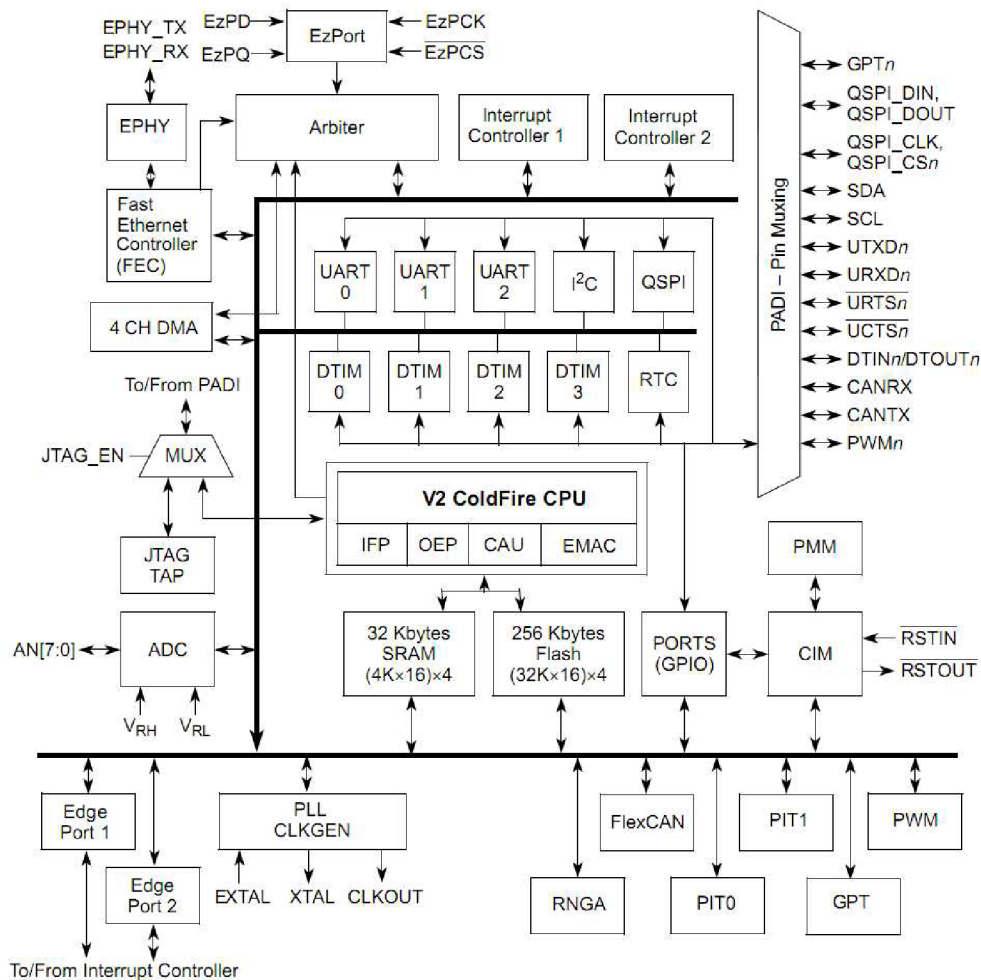 EPHY_TX
EPHY_RX
EzPD
EzPQ
EzPort
EzPCK
EzPCS
EPHY
Arbiter
Interrupt
Controller 1
Interrupt
Controller 2
Fast
Ethernet
Controller
(FEC)
4 CH DMA
UART
0
UART
1
UART
2
I²C
QSPI
DTIM
0
DTIM
1
DTIM
2
DTIM
3
RTC
PADI – Pin Muxing
GPTn
QSPI_DIN,
QSPI_DOUT
QSPI_CLK,
QSPI_CSn
SDA
SCL
UTXDn
URXDn
URTSn
UCTSn
DTINn/DTOUTn
CANRX
CANTX
PWMn
To/From PADI
JTAG_EN
MUX
JTAG
TAP
V2 ColdFire CPU
IFP
OEP
CAU
EMAC
PMM
AN[7:0]
ADC
VRH
VRL
32 Kbytes
SRAM
(4K×16)×4
256 Kbytes
Flash
(32K×16)×4
PORTS
(GPIO)
CIM
RSTIN
RSTOUT
Edge
Port 1
Edge
Port 2
PLL
CLKGEN
EXTAL
XTAL
CLKOUT
FlexCAN
PIT1
PWM
RNGA
PIT0
GPT
To/From Interrupt Controller